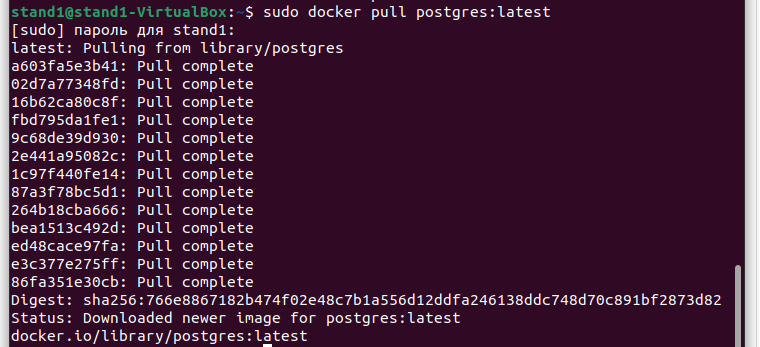 stand1@stand1-VirtualBox:~$ sudo docker pull postgres:latest
[sudo] пароль для stand1:
latest: Pulling from library/postgres
a603fa5e3b41: Pull complete
02d7a77348fd: Pull complete
16b62ca80c8f: Pull complete
fbd795da1fe1: Pull complete
9c68de39d930: Pull complete
2e441a95082c: Pull complete
1c97f440fe14: Pull complete
87a3f78bc5d1: Pull complete
264b18cba666: Pull complete
bea1513c492d: Pull complete
ed48cace97fa: Pull complete
e3c377e275ff: Pull complete
86fa351e30cb: Pull complete
Digest: sha256:766e8867182b474f02e48c7b1a556d12ddfa246138ddc748d70c891bf2873d82
Status: Downloaded newer image for postgres:latest
docker.io/library/postgres:latest